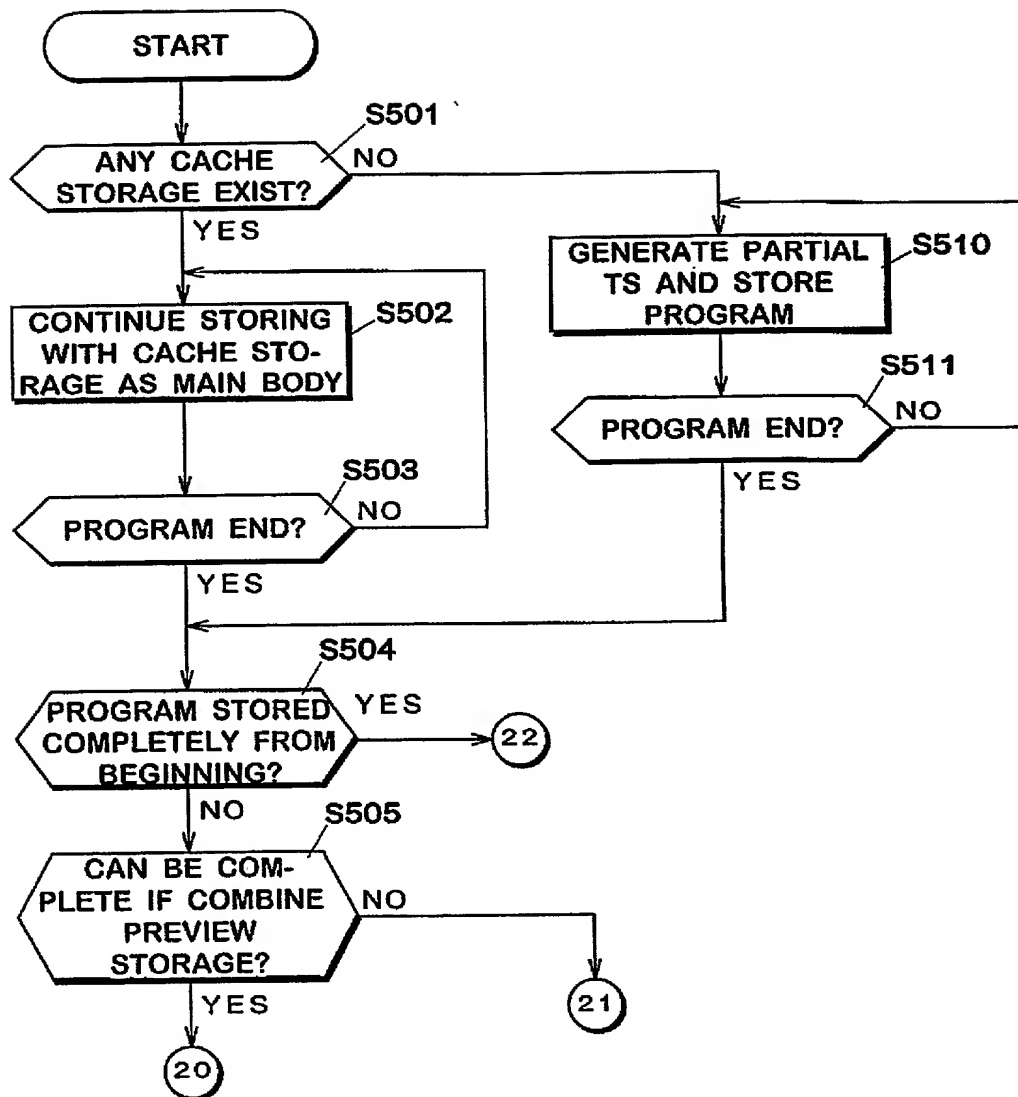 START
S501
ANY CACHE
STORAGE EXIST?
NO
YES
GENERATE PARTIAL
TS AND STORE
PROGRAM
S510
CONTINUE STORING
WITH CACHE STO-
RAGE AS MAIN BODY
S502
S511
PROGRAM END?
NO
YES
S503
PROGRAM END?
NO
YES
S504
PROGRAM STORED
COMPLETELY FROM
BEGINNING?
YES
22
NO
S505
CAN BE COM-
PLETE IF COMBINE
PREVIEW
STORAGE?
NO
21
YES
20